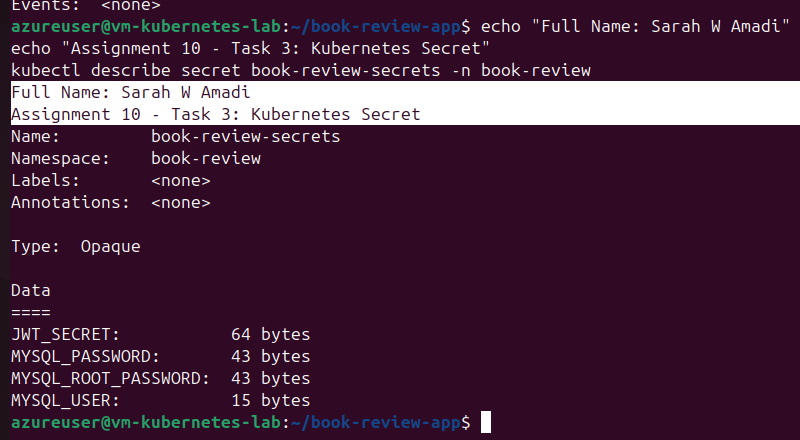 Events:  <none>
azureuser@vm-kubernetes-lab:~/book-review-app$ echo "Full Name: Sarah W Amadi"
echo "Assignment 10 - Task 3: Kubernetes Secret"
kubectl describe secret book-review-secrets -n book-review
Full Name: Sarah W Amadi
Assignment 10 - Task 3: Kubernetes Secret
Name:         book-review-secrets
Namespace:    book-review
Labels:       <none>
Annotations:  <none>

Type:  Opaque

Data
====
JWT_SECRET:           64 bytes
MYSQL_PASSWORD:       43 bytes
MYSQL_ROOT_PASSWORD:  43 bytes
MYSQL_USER:           15 bytes
azureuser@vm-kubernetes-lab:~/book-review-app$